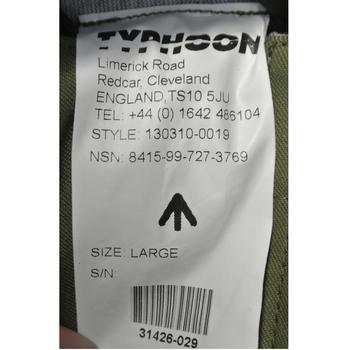 TYPHOON
Limerick Road
Redcar, Cleveland
ENGLAND,TS10 5JU
TEL: +44 (0) 1642 486104
STYLE: 130310-0019
NSN: 8415-99-727-3769
SIZE: LARGE
S/N:
31426-029